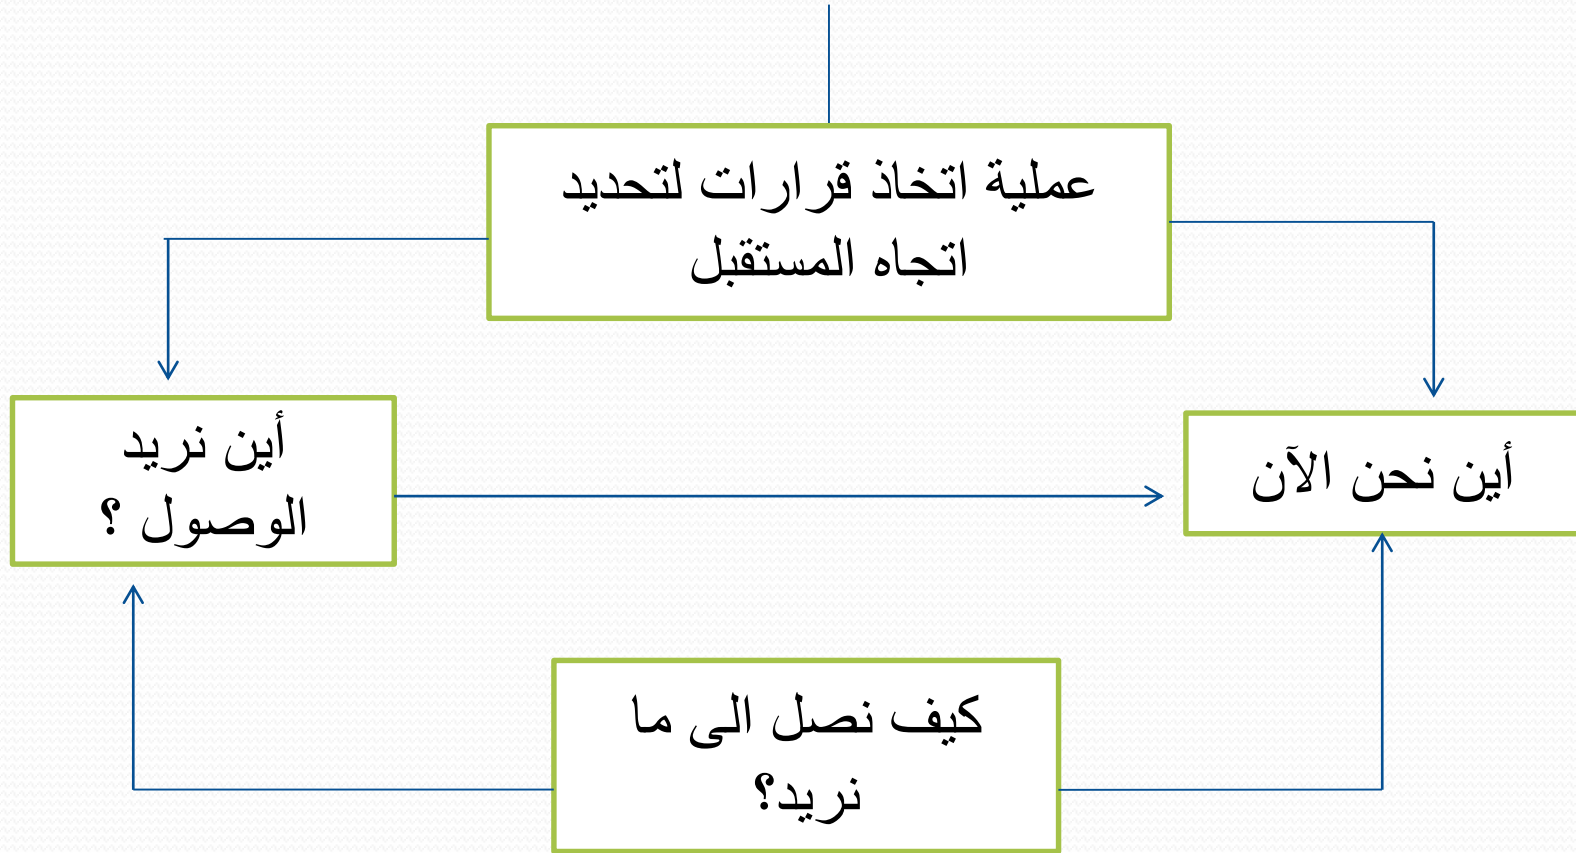 عملية اتخاذ قرارات لتحديد
اتجاه المستقبل
أين نحن الآن
أين نريد
الوصول ؟
كيف نصل الى ما
نريد؟